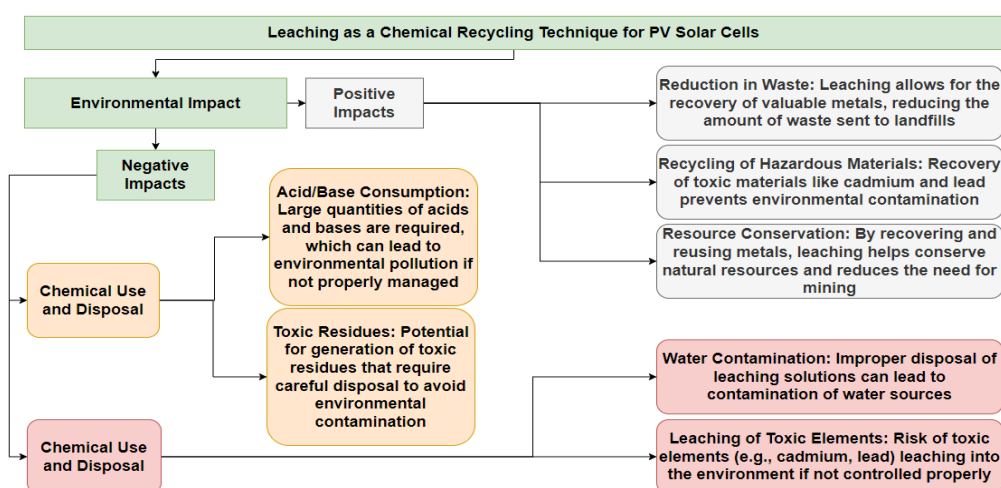 Leaching as a Chemical Recycling Technique for PV Solar Cells
Environmental Impact
Positive
Impacts
Reduction in Waste: Leaching allows for the
recovery of valuable metals, reducing the
amount of waste sent to landfills
Negative
Impacts
Recycling of Hazardous Materials: Recovery
of toxic materials like cadmium and lead
prevents environmental contamination
Acid/Base Consumption:
Large quantities of acids
and bases are required,
which can lead to
environmental pollution if
not properly managed
Resource Conservation: By recovering and
reusing metals, leaching helps conserve
natural resources and reduces the need for
mining
Chemical Use
and Disposal
Toxic Residues: Potential
for generation of toxic
residues that require
careful disposal to avoid
environmental
contamination
Water Contamination: Improper disposal of
leaching solutions can lead to
contamination of water sources
Chemical Use
and Disposal
Leaching of Toxic Elements: Risk of toxic
elements (e.g., cadmium, lead) leaching into
the environment if not controlled properly